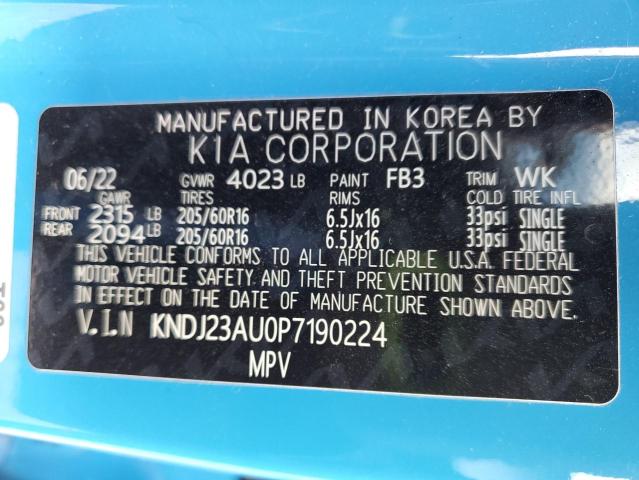 MANUFACTURED IN KOREA BY
KIA CORPORATION
06/22 GVWR 4023 LB PAINT FB3 TRIM WK
GAWR TIRES RIMS COLD TIRE INFL
FRONT 2315 LB 205/60R16 6.5Jx16 33psi SINGLE
REAR 2094 LB 205/60R16 6.5Jx16 33psi SINGLE
THIS VEHICLE CONFORMS TO ALL APPLICABLE U.S.A. FEDERAL
MOTOR VEHICLE SAFETY AND THEFT PREVENTION STANDARDS
IN EFFECT ON THE DATE OF MANUFACTURE SHOWN ABOVE.
V.I.N KNDJ23AU0P7190224
MPV